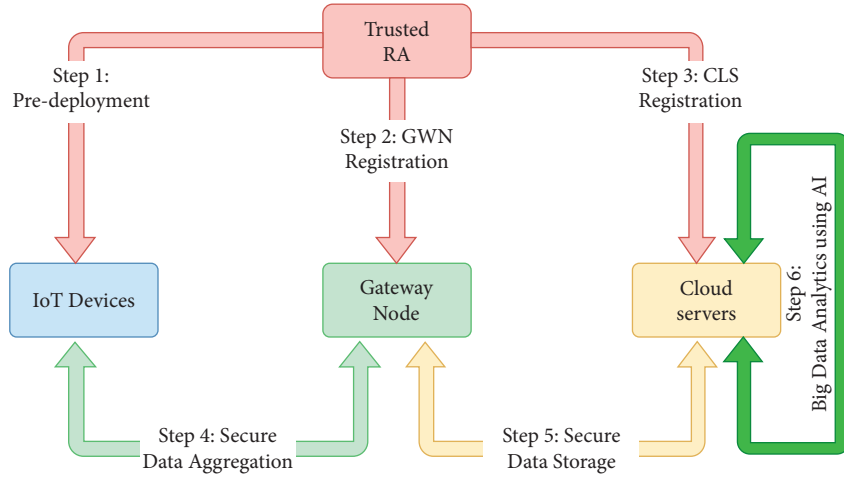 Trusted
RA
Step 1:
Pre-deployment
Step 2: GWN
Registration
Step 3: CLS
Registration
IoT Devices
Gateway
Node
Cloud
servers
Step 6:
Big Data Analytics using AI
Step 4: Secure
Data Aggregation
Step 5: Secure
Data Storage